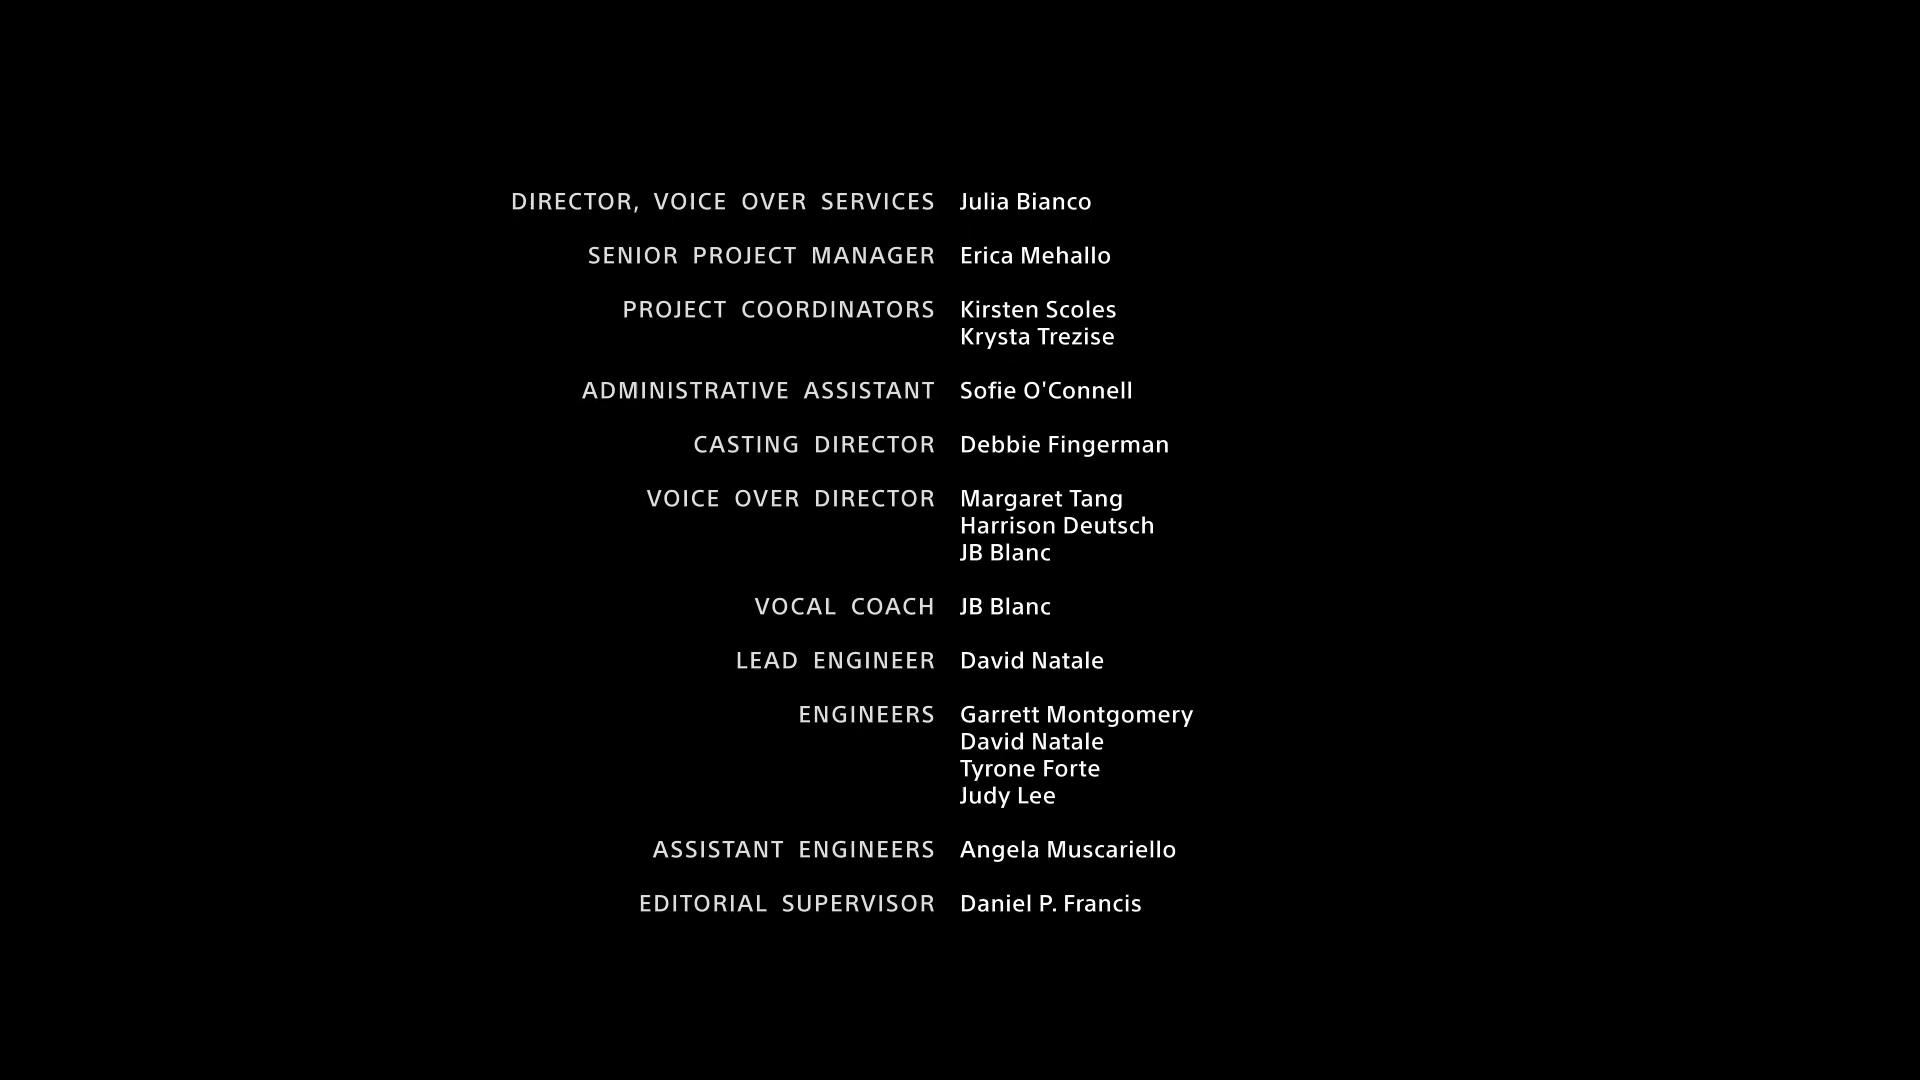 DIRECTOR, VOICE OVER SERVICES Julia Bianco
SENIOR PROJECT MANAGER Erica Mehallo
PROJECT COORDINATORS Kirsten Scoles
Krysta Trezise
ADMINISTRATIVE ASSISTANT Sofie O'Connell
CASTING DIRECTOR Debbie Fingerman
VOICE OVER DIRECTOR Margaret Tang
Harrison Deutsch
JB Blanc
VOCAL COACH JB Blanc
LEAD ENGINEER David Natale
ENGINEERS Garrett Montgomery
David Natale
Tyrone Forte
Judy Lee
ASSISTANT ENGINEERS Angela Muscariello
EDITORIAL SUPERVISOR Daniel P. Francis